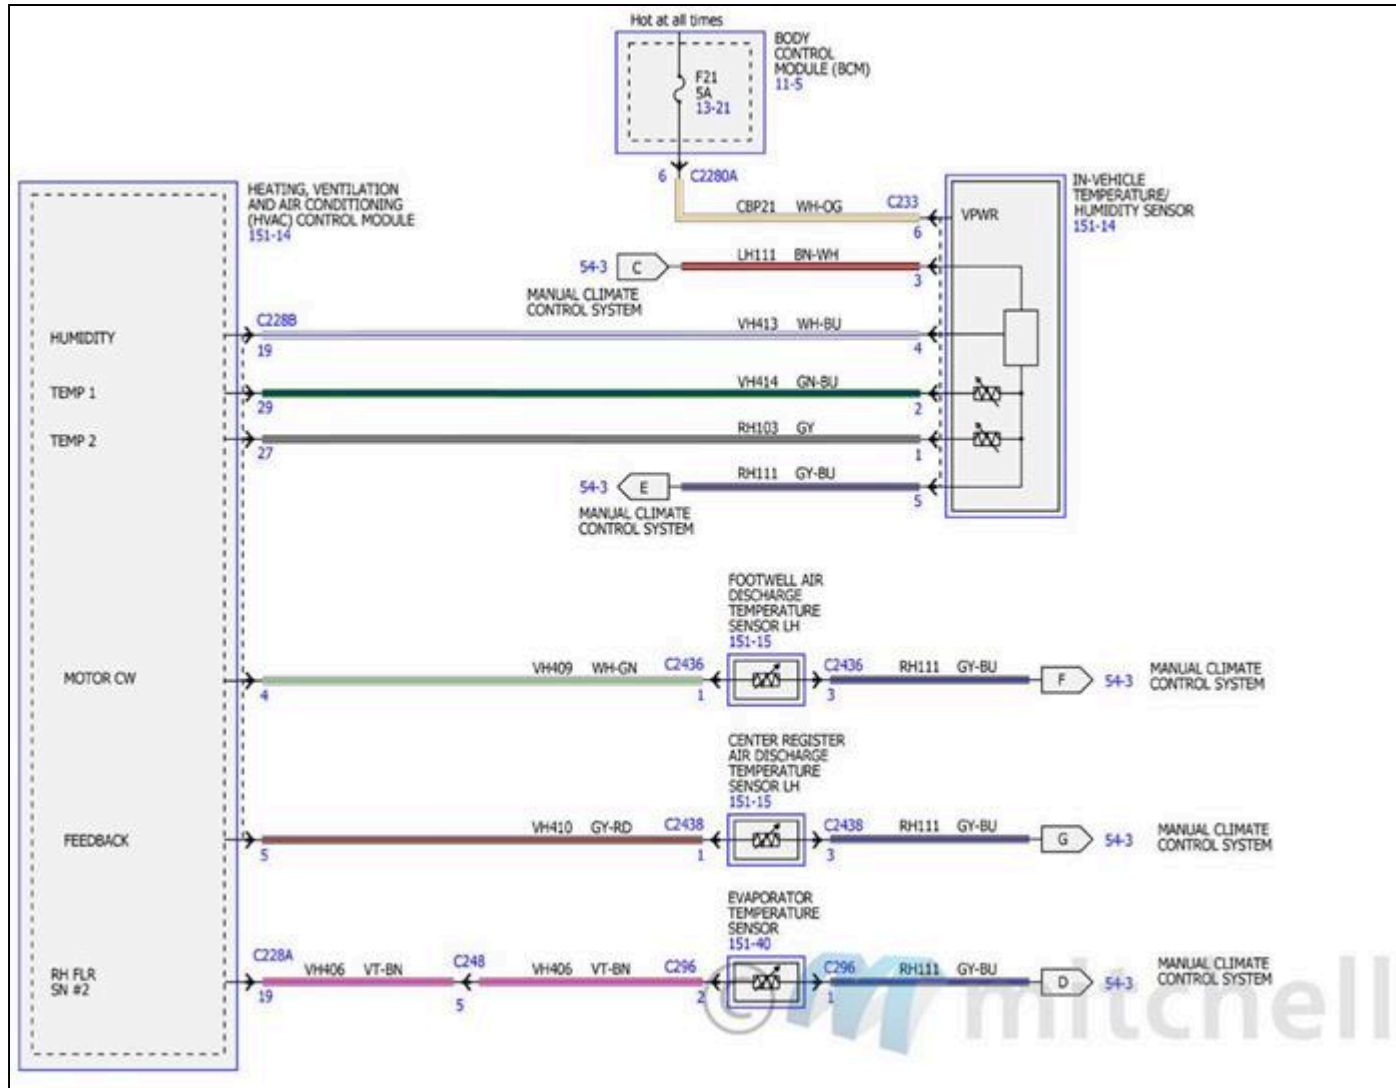 Hot at all times
BODY
CONTROL
MODULE (BCM)
11-5
F21
5A
13-21
6 C2280A
HEATING, VENTILATION
AND AIR CONDITIONING
(HVAC) CONTROL MODULE
151-14
IN-VEHICLE
TEMPERATURE/
HUMIDITY SENSOR
151-14
CBP21 WH-OG C233
6
VPWR
54-3 C
LH111 BN-WH
3
MANUAL CLIMATE
CONTROL SYSTEM
HUMIDITY
C228B
19
VH413 WH-BU
4
TEMP 1
29
VH414 GN-BU
2
TEMP 2
27
RH103 GY
1
54-3 E
RH111 GY-BU
5
MANUAL CLIMATE
CONTROL SYSTEM
FOOTWELL AIR
DISCHARGE
TEMPERATURE
SENSOR LH
151-15
MOTOR CW
4
VH409 WH-GN C2436
1
C2436 RH111 GY-BU
3
F 54-3
MANUAL CLIMATE
CONTROL SYSTEM
CENTER REGISTER
AIR DISCHARGE
TEMPERATURE
SENSOR LH
151-15
FEEDBACK
5
VH410 GY-RD C2438
1
C2438 RH111 GY-BU
3
G 54-3
MANUAL CLIMATE
CONTROL SYSTEM
EVAPORATOR
TEMPERATURE
SENSOR
151-40
RH FLR
SN #2
C228A
19
VH406 VT-BN
C248
5
VH406 VT-BN C296
2
C296 RH111 GY-BU
1
D 54-3
MANUAL CLIMATE
CONTROL SYSTEM
© mitchell